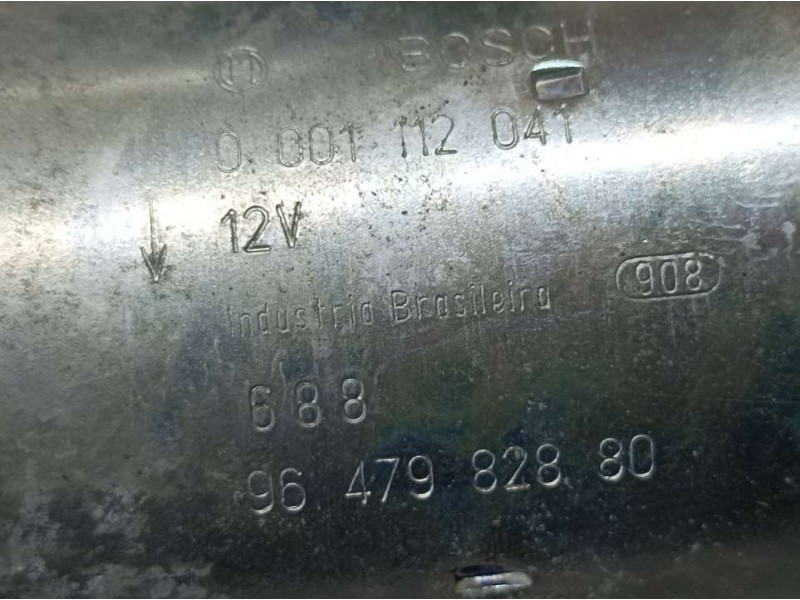 BOSCH
0 001 112 041
12V
Industria Brasileira 908
688
96 479 828 80